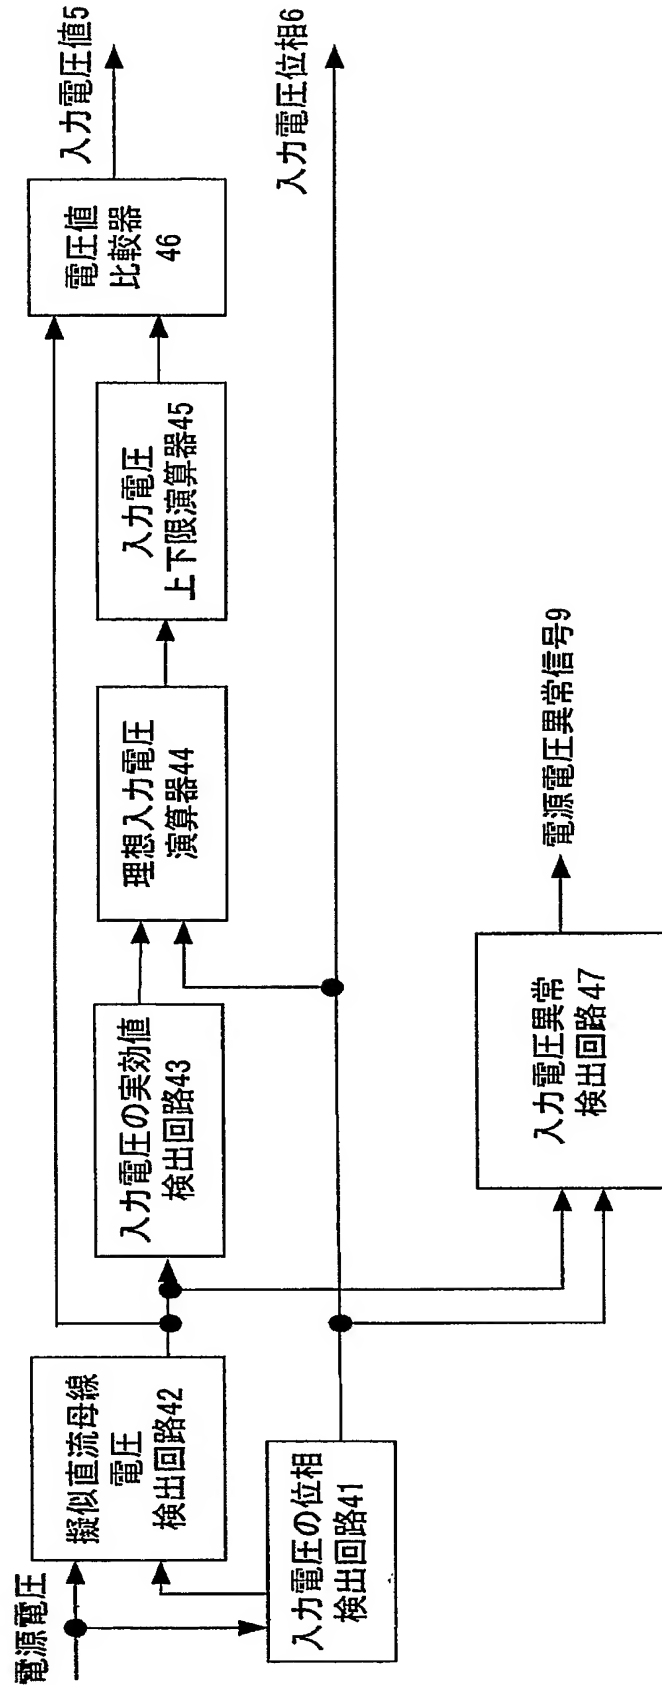 電源電圧
擬似直流母線
電圧
検出回路42
入力電圧の位相
検出回路41
入力電圧の実効値
検出回路43
理想入力電圧
演算器44
入力電圧
上下限演算器45
電圧値
比較器
46
入力電圧値5
入力電圧位相6
入力電圧異常
検出回路47
電源電圧異常信号9